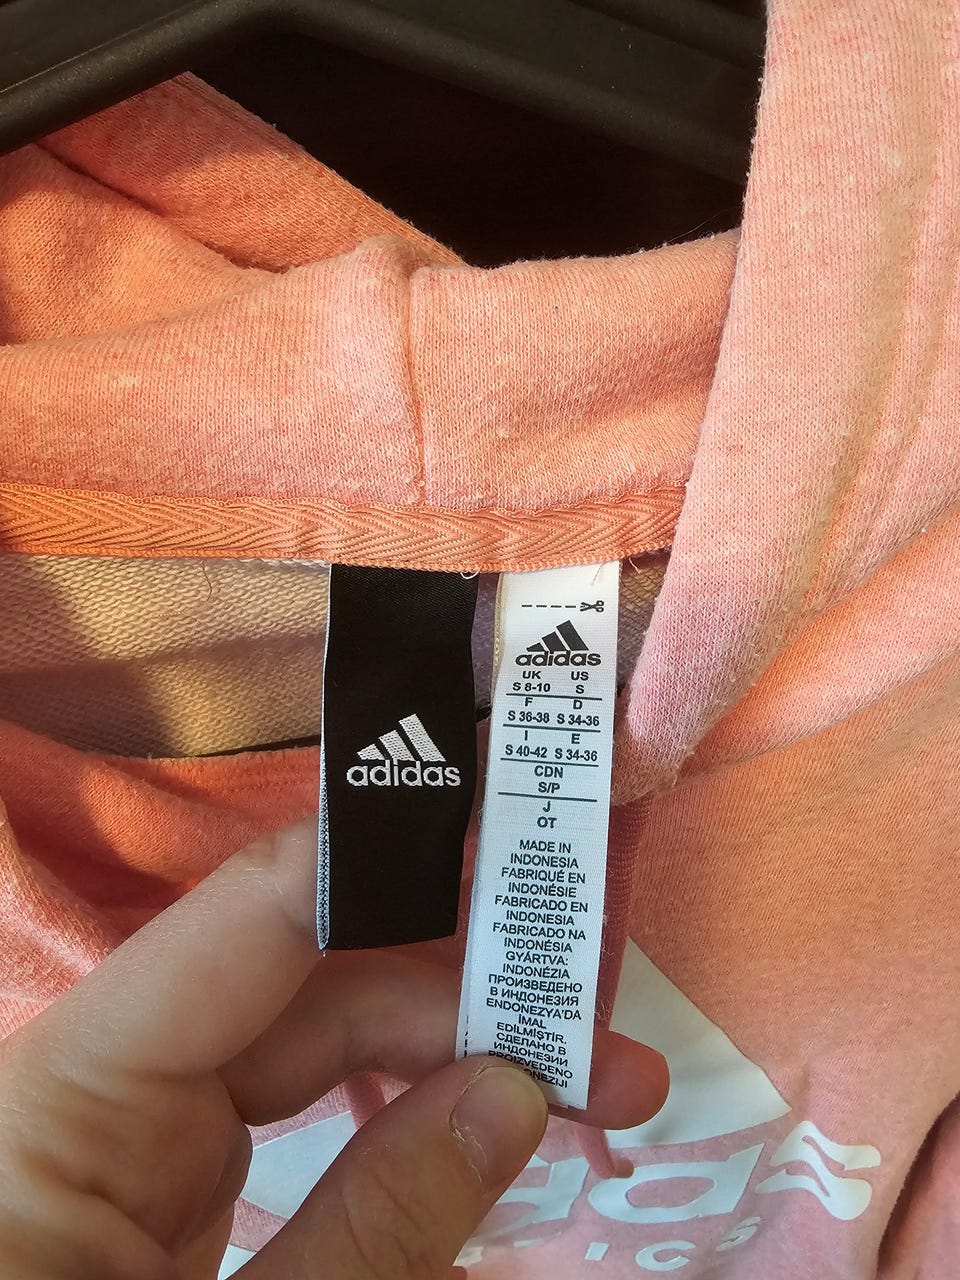 adidas
adidas
UK US
S 8-10 S
F D
S 36-38 S 34-36
I E
S 40-42 S 34-36
CDN
S/P
J
OT
MADE IN
INDONESIA
FABRIQUÉ EN
INDONÉSIE
FABRICADO EN
INDONESIA
FABRICADO NA
INDONÉSIA
GYÁRTVA:
INDONÉZIA
ПРОИЗВЕДЕНО
В ИНДОНЕЗИЯ
ENDONEZYA'DA
İMAL
EDİLMİŞTİR.
СДЕЛАНО В
ИНДОНЕЗИИ
PROIZVEDENO